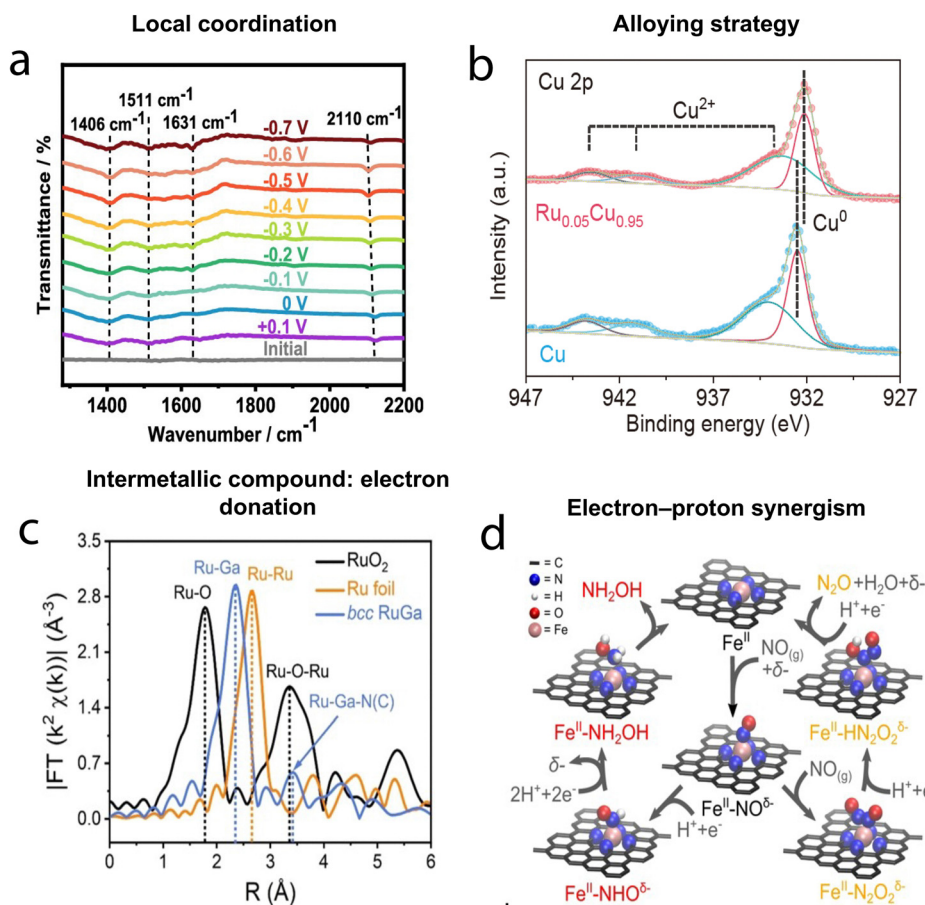 Local coordination
a
1511 cm⁻¹
1406 cm⁻¹
1631 cm⁻¹
2110 cm⁻¹
-0.7 V
-0.6 V
-0.5 V
-0.4 V
-0.3 V
-0.2 V
-0.1 V
0 V
+0.1 V
Initial
Transmittance / %
1400 1600 1800 2000 2200
Wavenumber / cm⁻¹
Alloying strategy
b
Cu 2p
Cu²⁺
Ru₀.₀₅Cu₀.₉₅
Cu⁰
Cu
Intensity (a.u.)
947 942 937 932 927
Binding energy (eV)
Intermetallic compound: electron
donation
c
3.5
2.8
2.1
1.4
0.7
0.0
|FT (k² χ(k))| (Å⁻³)
Ru-Ga
Ru-O
Ru-Ru
RuO₂
Ru foil
bcc RuGa
Ru-O-Ru
Ru-Ga-N(C)
0 1 2 3 4 5 6
R (Å)
Electron–proton synergism
d
= C
= N
= H
= O
= Fe
NH₂OH
Feᴵᴵ
N₂O +H₂O+δ-
H⁺+e⁻
NO(g)
+δ-
Feᴵᴵ-NH₂OH
Feᴵᴵ-HN₂O₂^δ-
δ-
2H⁺+2e⁻
Feᴵᴵ-NO^δ-
NO(g)
H⁺+e⁻
H⁺+e
Feᴵᴵ-NHO^δ-
Feᴵᴵ-N₂O₂^δ-